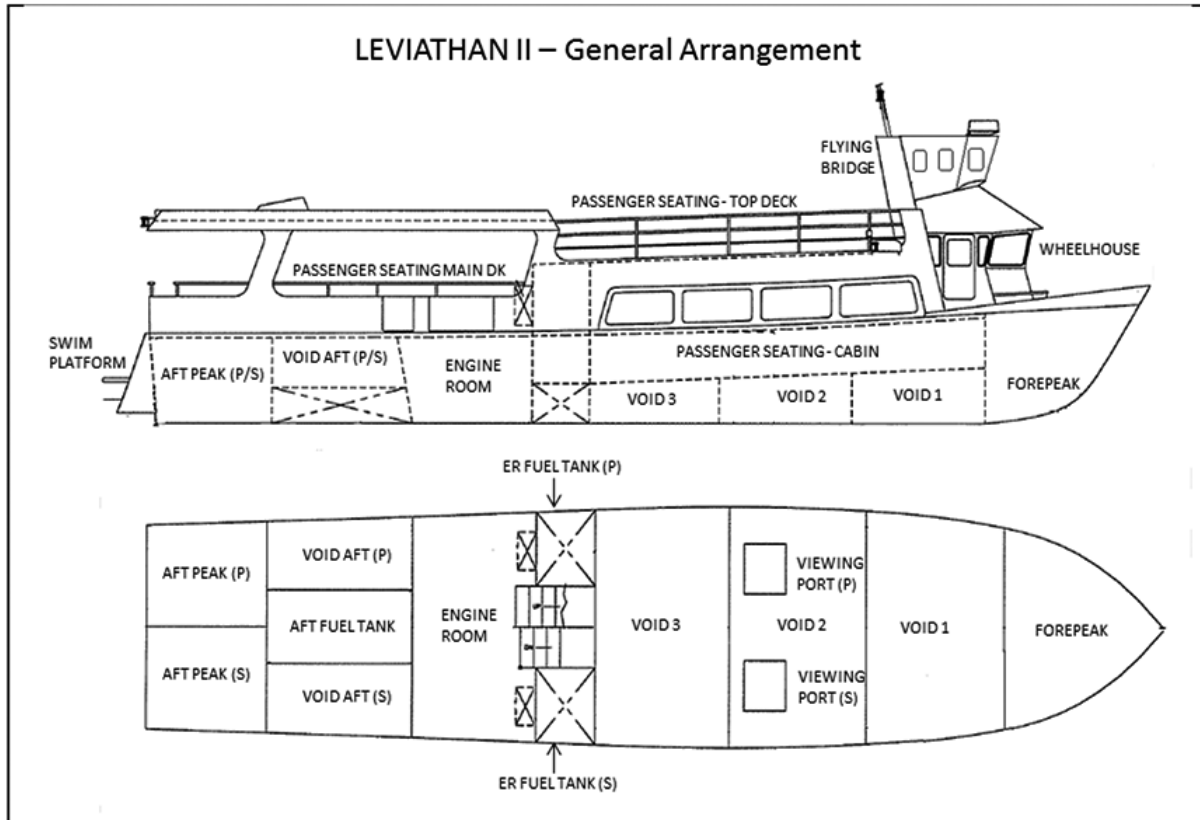 LEVIATHAN II – General Arrangement
FLYING
BRIDGE
PASSENGER SEATING - TOP DECK
WHEELHOUSE
PASSENGER SEATING MAIN DK
SWIM
PLATFORM
AFT PEAK (P/S)
VOID AFT (P/S)
ENGINE
ROOM
PASSENGER SEATING - CABIN
VOID 3
VOID 2
VOID 1
FOREPEAK
ER FUEL TANK (P)
AFT PEAK (P)
VOID AFT (P)
AFT FUEL TANK
ENGINE
ROOM
VOID 3
VIEWING
PORT (P)
VOID 2
VOID 1
FOREPEAK
AFT PEAK (S)
VOID AFT (S)
VIEWING
PORT (S)
ER FUEL TANK (S)